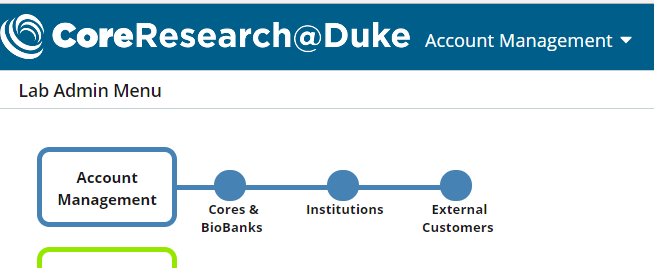 CoreResearch@Duke Account Management
Lab Admin Menu
Account
Management
Cores &
BioBanks
Institutions
External
Customers